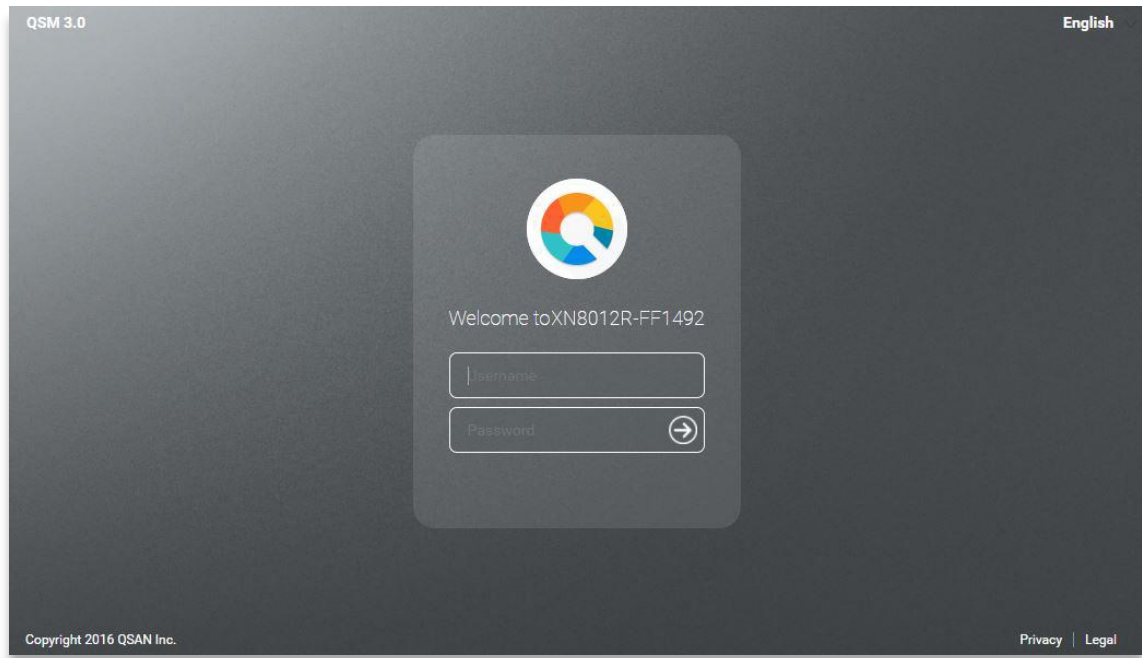 QSM 3.0
English
Welcome toXN8012R-FF1492
Username
Password
Copyright 2016 QSAN Inc.
Privacy | Legal